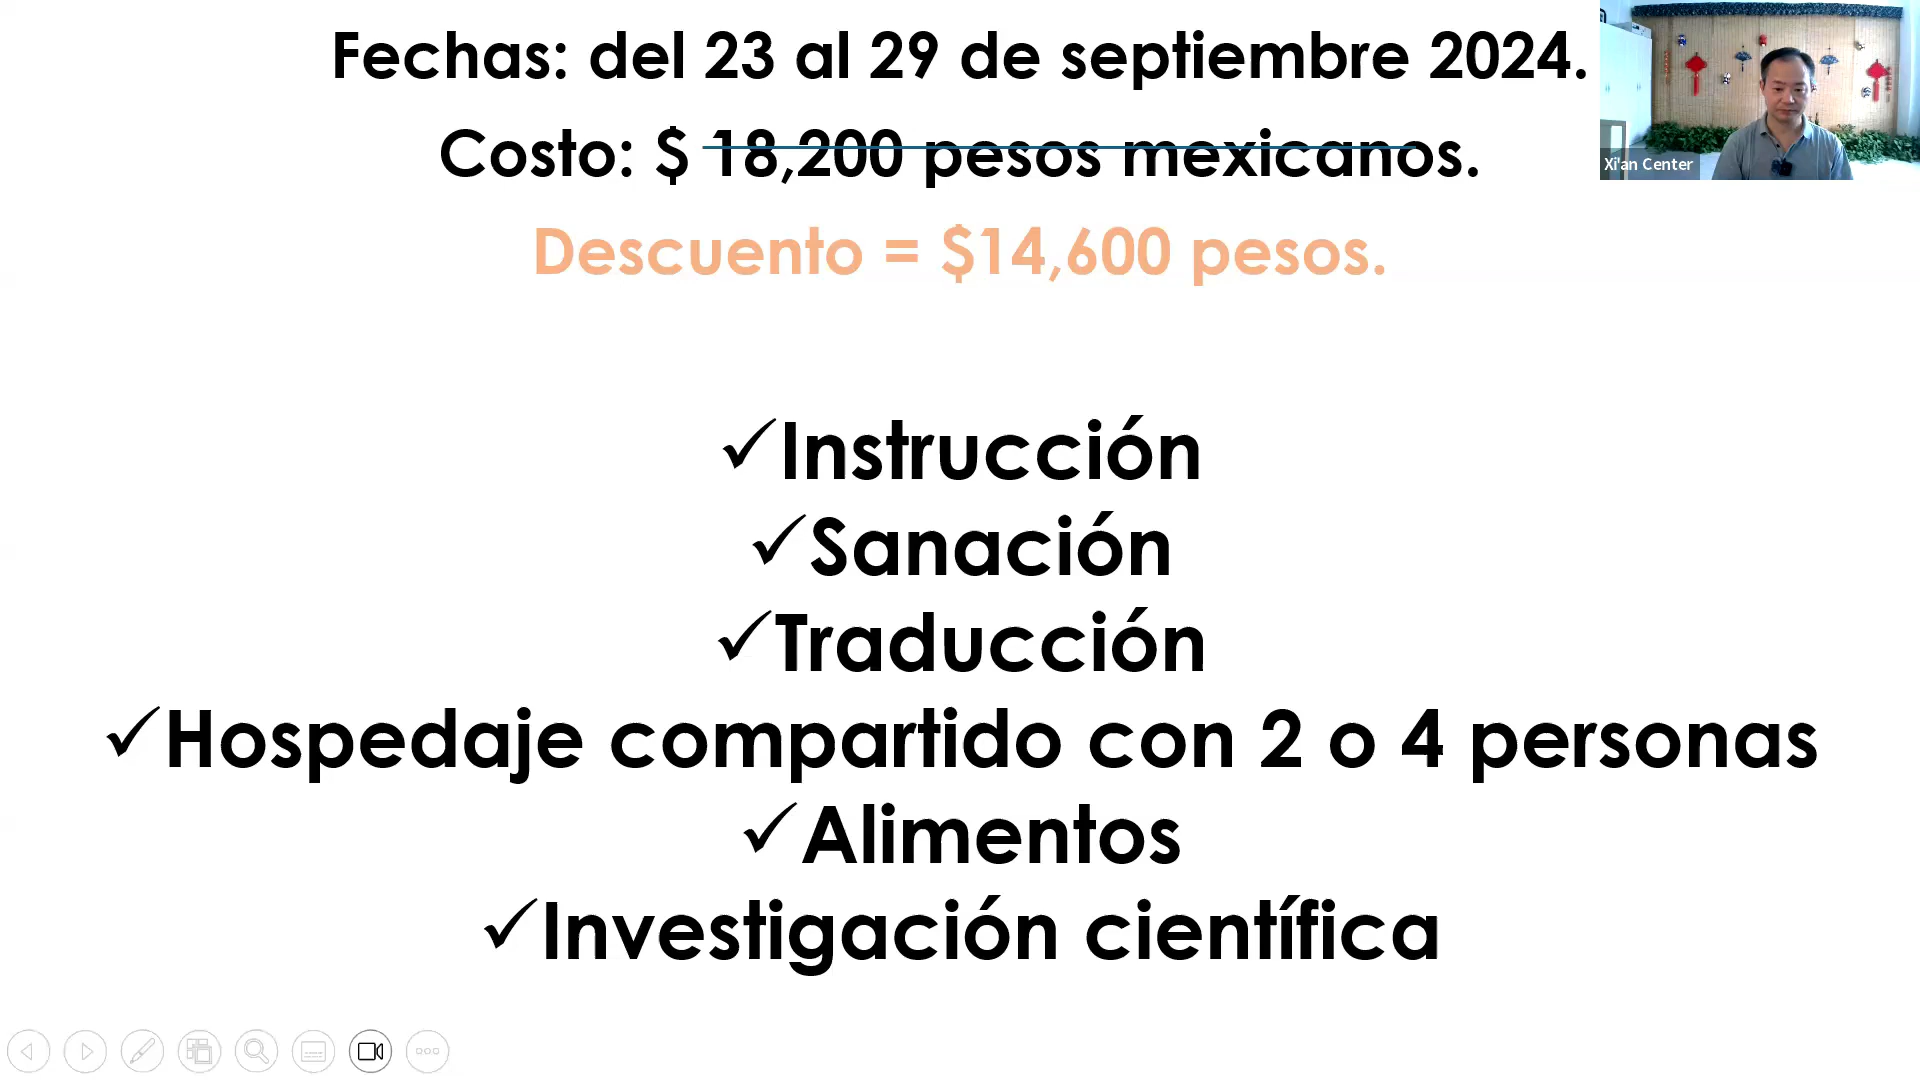 Fechas: del 23 al 29 de septiembre 2024.
Costo: $ 18,200 pesos mexicanos.
Descuento = $14,600 pesos.
✓Instrucción
✓Sanación
✓Traducción
✓Hospedaje compartido con 2 o 4 personas
✓Alimentos
✓Investigación científica
Xi'an Center